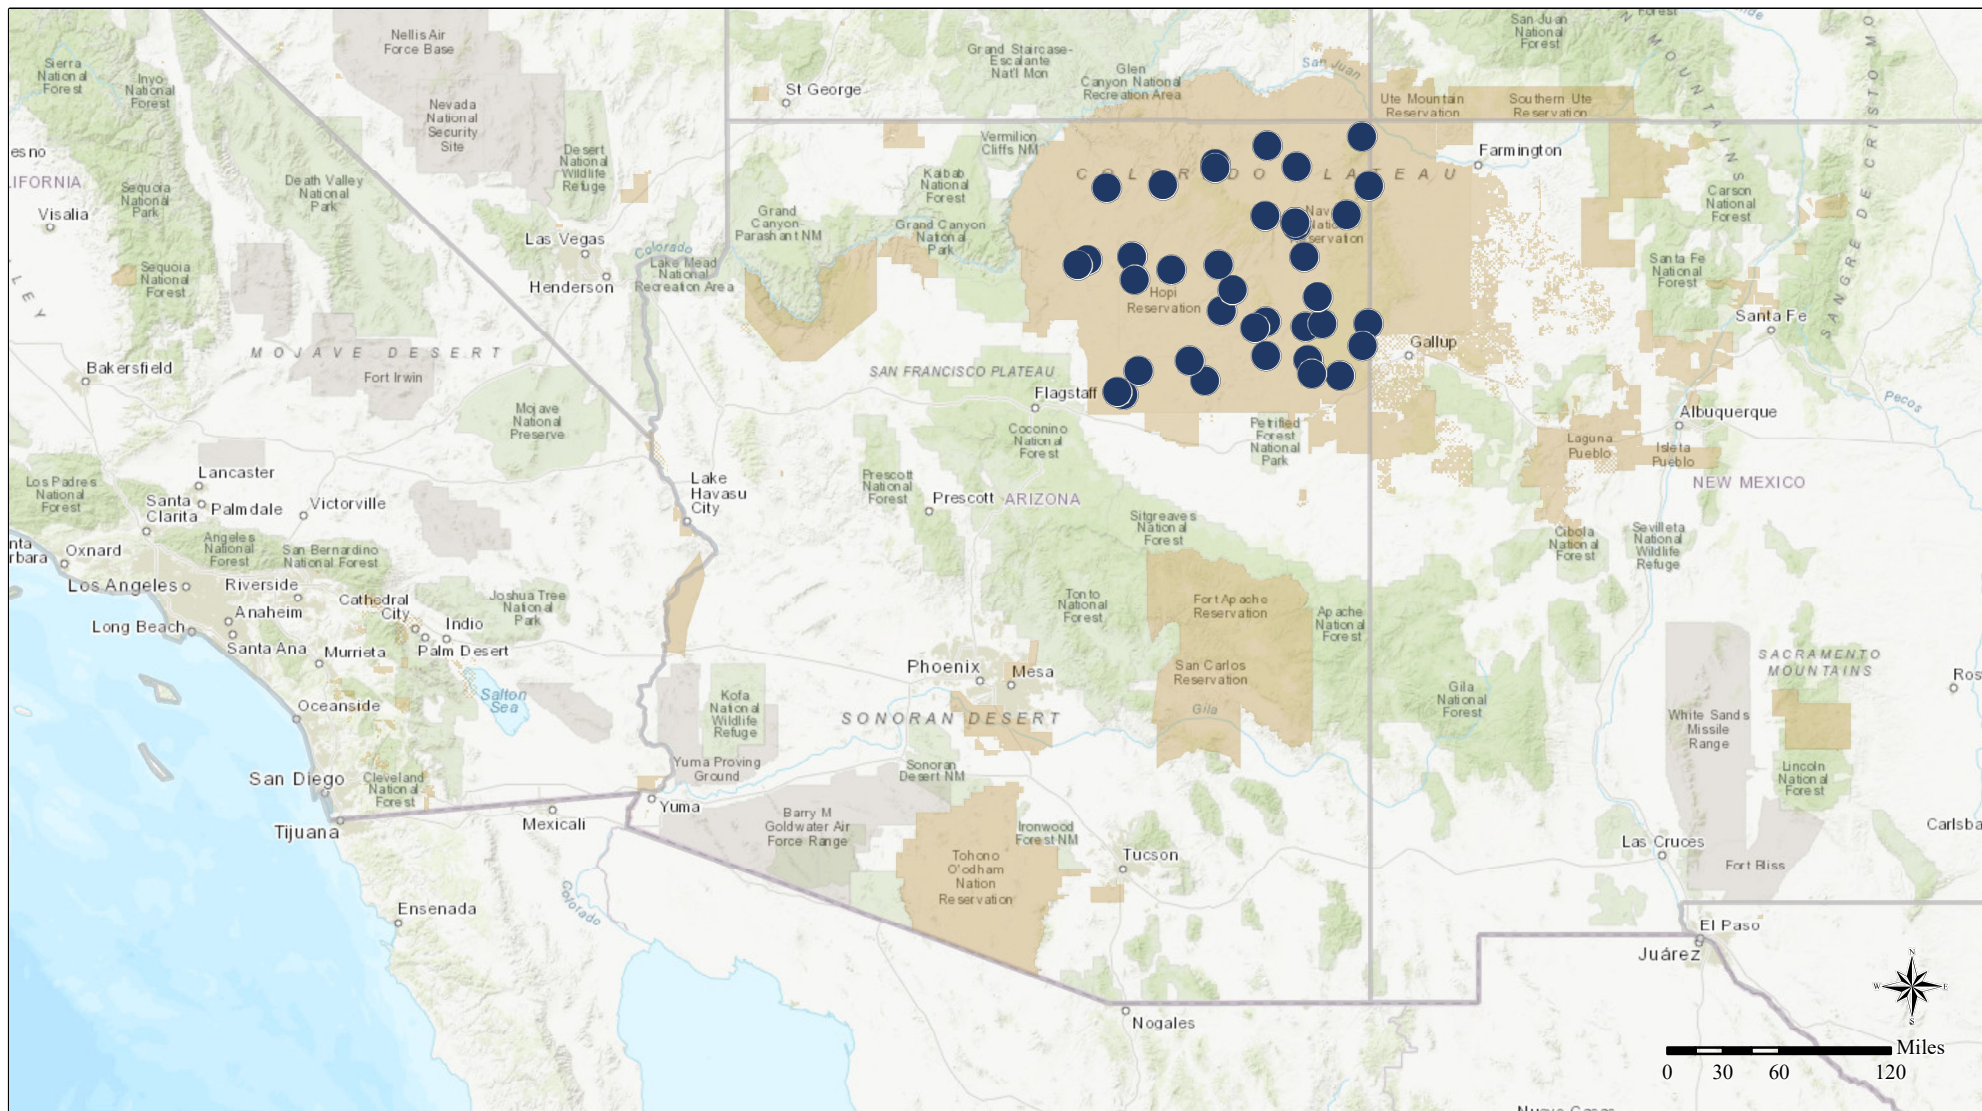 Nellis Air
Force Base
Sierra
National
Forest
Inyo
National
Forest
Nevada
National
Security
Site
St George
Grand Staircase-
Escalante
Nat'l Mon
Glen
Canyon National
Recreation Area
San Juan
San Juan
National
Forest
Forest
Ute Mountain
Reservation
Southern Ute
Reservation
Vermilion
Cliffs NM
Farmington
Desert
National
Wildlife
Refuge
Death Valley
National
Park
Sequoia
National
Park
Visalia
Kaibab
National
Forest
COLORADO PLATEAU
Carson
National
Forest
SANGRE DE CRISTO MO
Grand
Canyon-
Parashant NM
Grand Canyon
National
Park
Las Vegas
Colorado
Lake Mead
National
Recreation Area
Henderson
Sequoia
National
Forest
Santa Fe
National
Forest
Hopi
Reservation
Santa Fe
Gallup
MOJAVE DESERT
Bakersfield
Fort Irwin
SAN FRANCISCO PLATEAU
Flagstaff
Pecos
Mojave
National
Preserve
Coconino
National
Forest
Petrified
Forest
National
Park
Albuquerque
Laguna
Pueblo
Isleta
Pueblo
NEW MEXICO
Lancaster
Los Padres
National
Forest
Santa
Clarita
Palmdale
Victorville
Lake
Havasu
City
Prescott
National
Forest
Prescott
ARIZONA
Sitgreaves
National
Forest
Cibola
National
Forest
Sevilleta
National
Wildlife
Refuge
Oxnard
Angeles
National
Forest
San Bernardino
National Forest
Los Angeles
Riverside
Anaheim
Cathedral
City
Joshua Tree
National
Park
Long Beach
Santa Ana
Indio
Murrieta
Palm Desert
Tonto
National
Forest
Fort Apache
Reservation
Apache
National
Forest
Phoenix
Mesa
San Carlos
Reservation
Gila
SACRAMENTO
MOUNTAINS
Ros
Oceanside
Salton
Sea
Kofa
National
Wildlife
Refuge
SONORAN DESERT
Gila
National
Forest
White Sands
Missile
Range
San Diego
Cleveland
National
Forest
Yuma Proving
Ground
Sonoran
Desert NM
Lincoln
National
Forest
Yuma
Tijuana
Mexicali
Barry M
Goldwater Air
Force Range
Ironwood
Forest NM
Tohono
O'odham
Nation
Reservation
Tucson
Las Cruces
Carlsba
Fort Bliss
Ensenada
Colorado
El Paso
Juárez
Nogales
N
W E
S
Miles
0 30 60 120